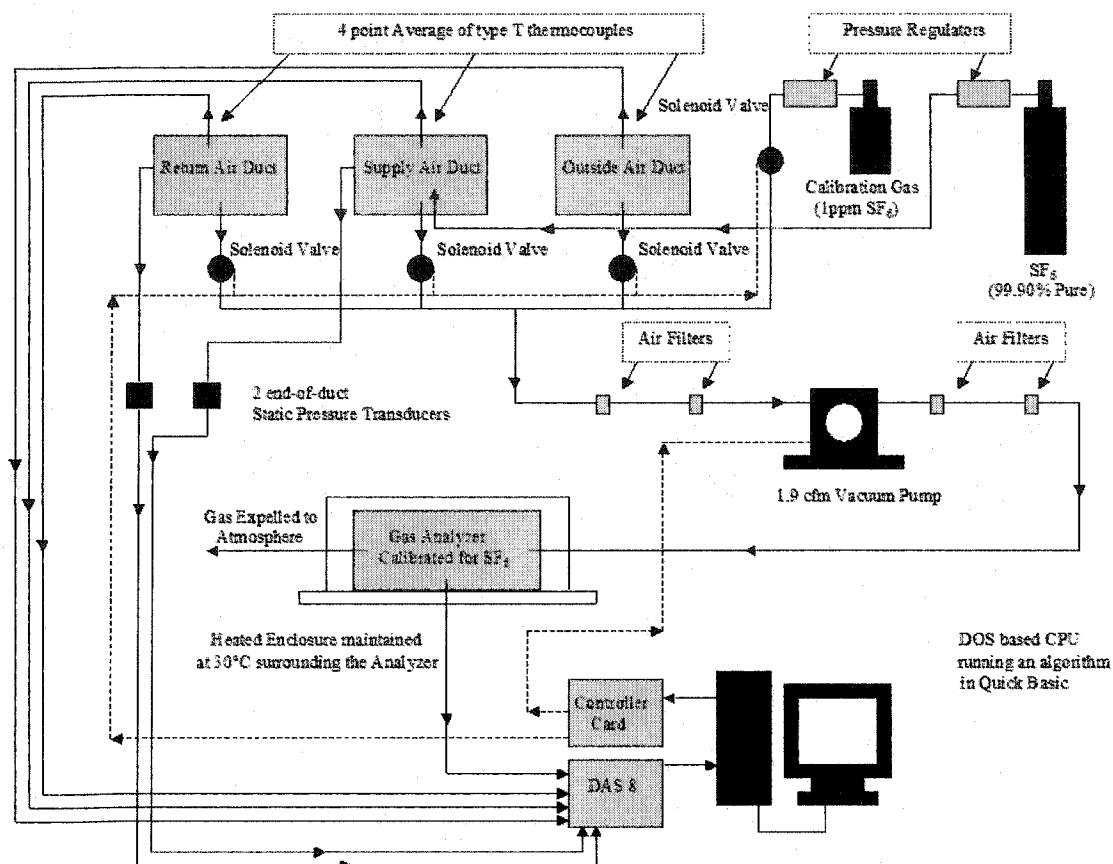 4 point Average of type T thermocouples
Pressure Regulators
Solenoid Valve
Return Air Duct
Supply Air Duct
Outside Air Duct
Calibration Gas
(1ppm SF6)
Solenoid Valve
Solenoid Valve
Solenoid Valve
SF6
(99.90% Pure)
Air Filters
Air Filters
2 end-of-duct
Static Pressure Transducers
1.9 cfm Vacuum Pump
Gas Expelled to
Atmosphere
Gas Analyzer
Calibrated for SF6
Heated Enclosure maintained
at 30°C surrounding the Analyzer
DOS based CPU
running an algorithm
in Quick Basic
Controller
Card
DAS 8